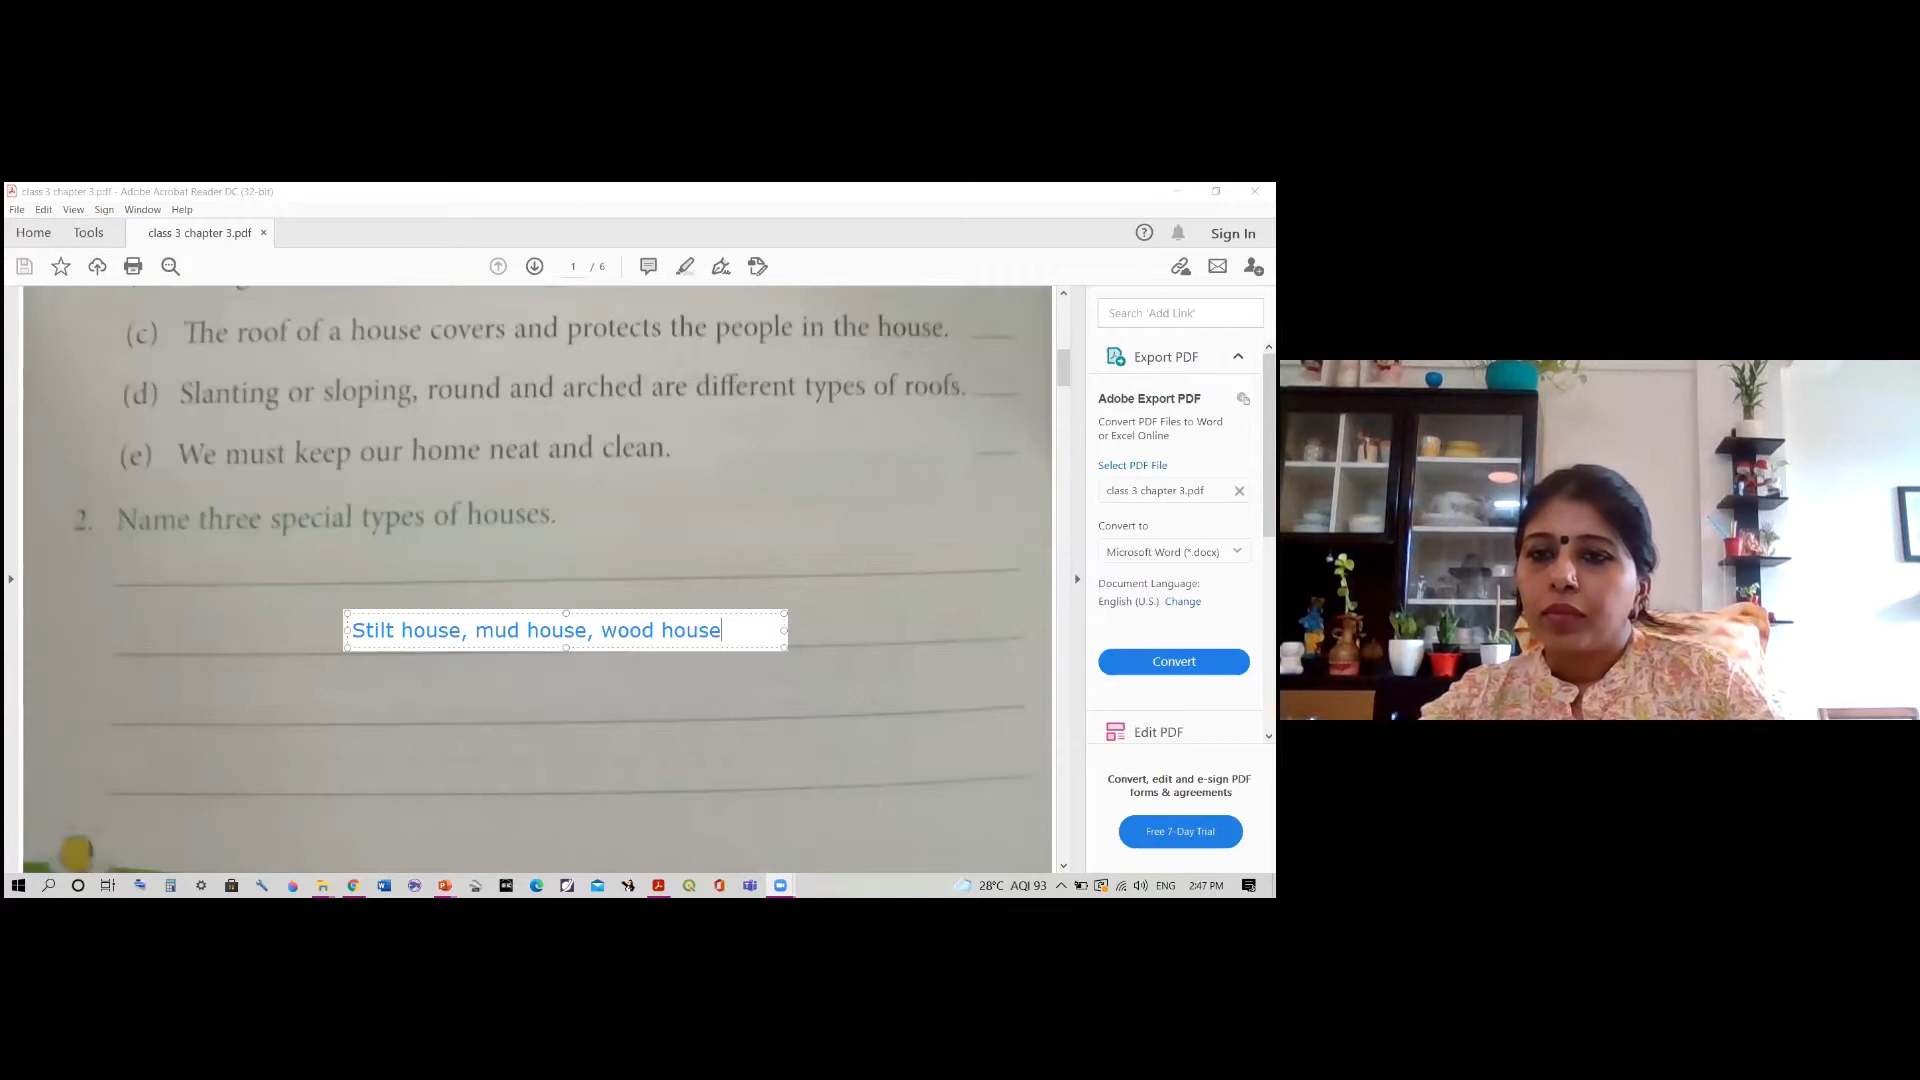 class 3 chapter 3.pdf - Adobe Acrobat Reader DC (32-bit)
File Edit View Sign Window Help
Home Tools class 3 chapter 3.pdf × Sign In
1 / 6
(c) The roof of a house covers and protects the people in the house.
(d) Slanting or sloping, round and arched are different types of roofs.
(e) We must keep our home neat and clean.
2. Name three special types of houses.
Stilt house, mud house, wood house
Search 'Add Link'
Export PDF
Adobe Export PDF
Convert PDF Files to Word
or Excel Online
Select PDF File
class 3 chapter 3.pdf
Convert to
Microsoft Word (*.docx)
Document Language:
English (U.S.) Change
Convert
Edit PDF
Convert, edit and e-sign PDF
forms & agreements
Free 7-Day Trial
28°C AQI 93 ENG 2:47 PM